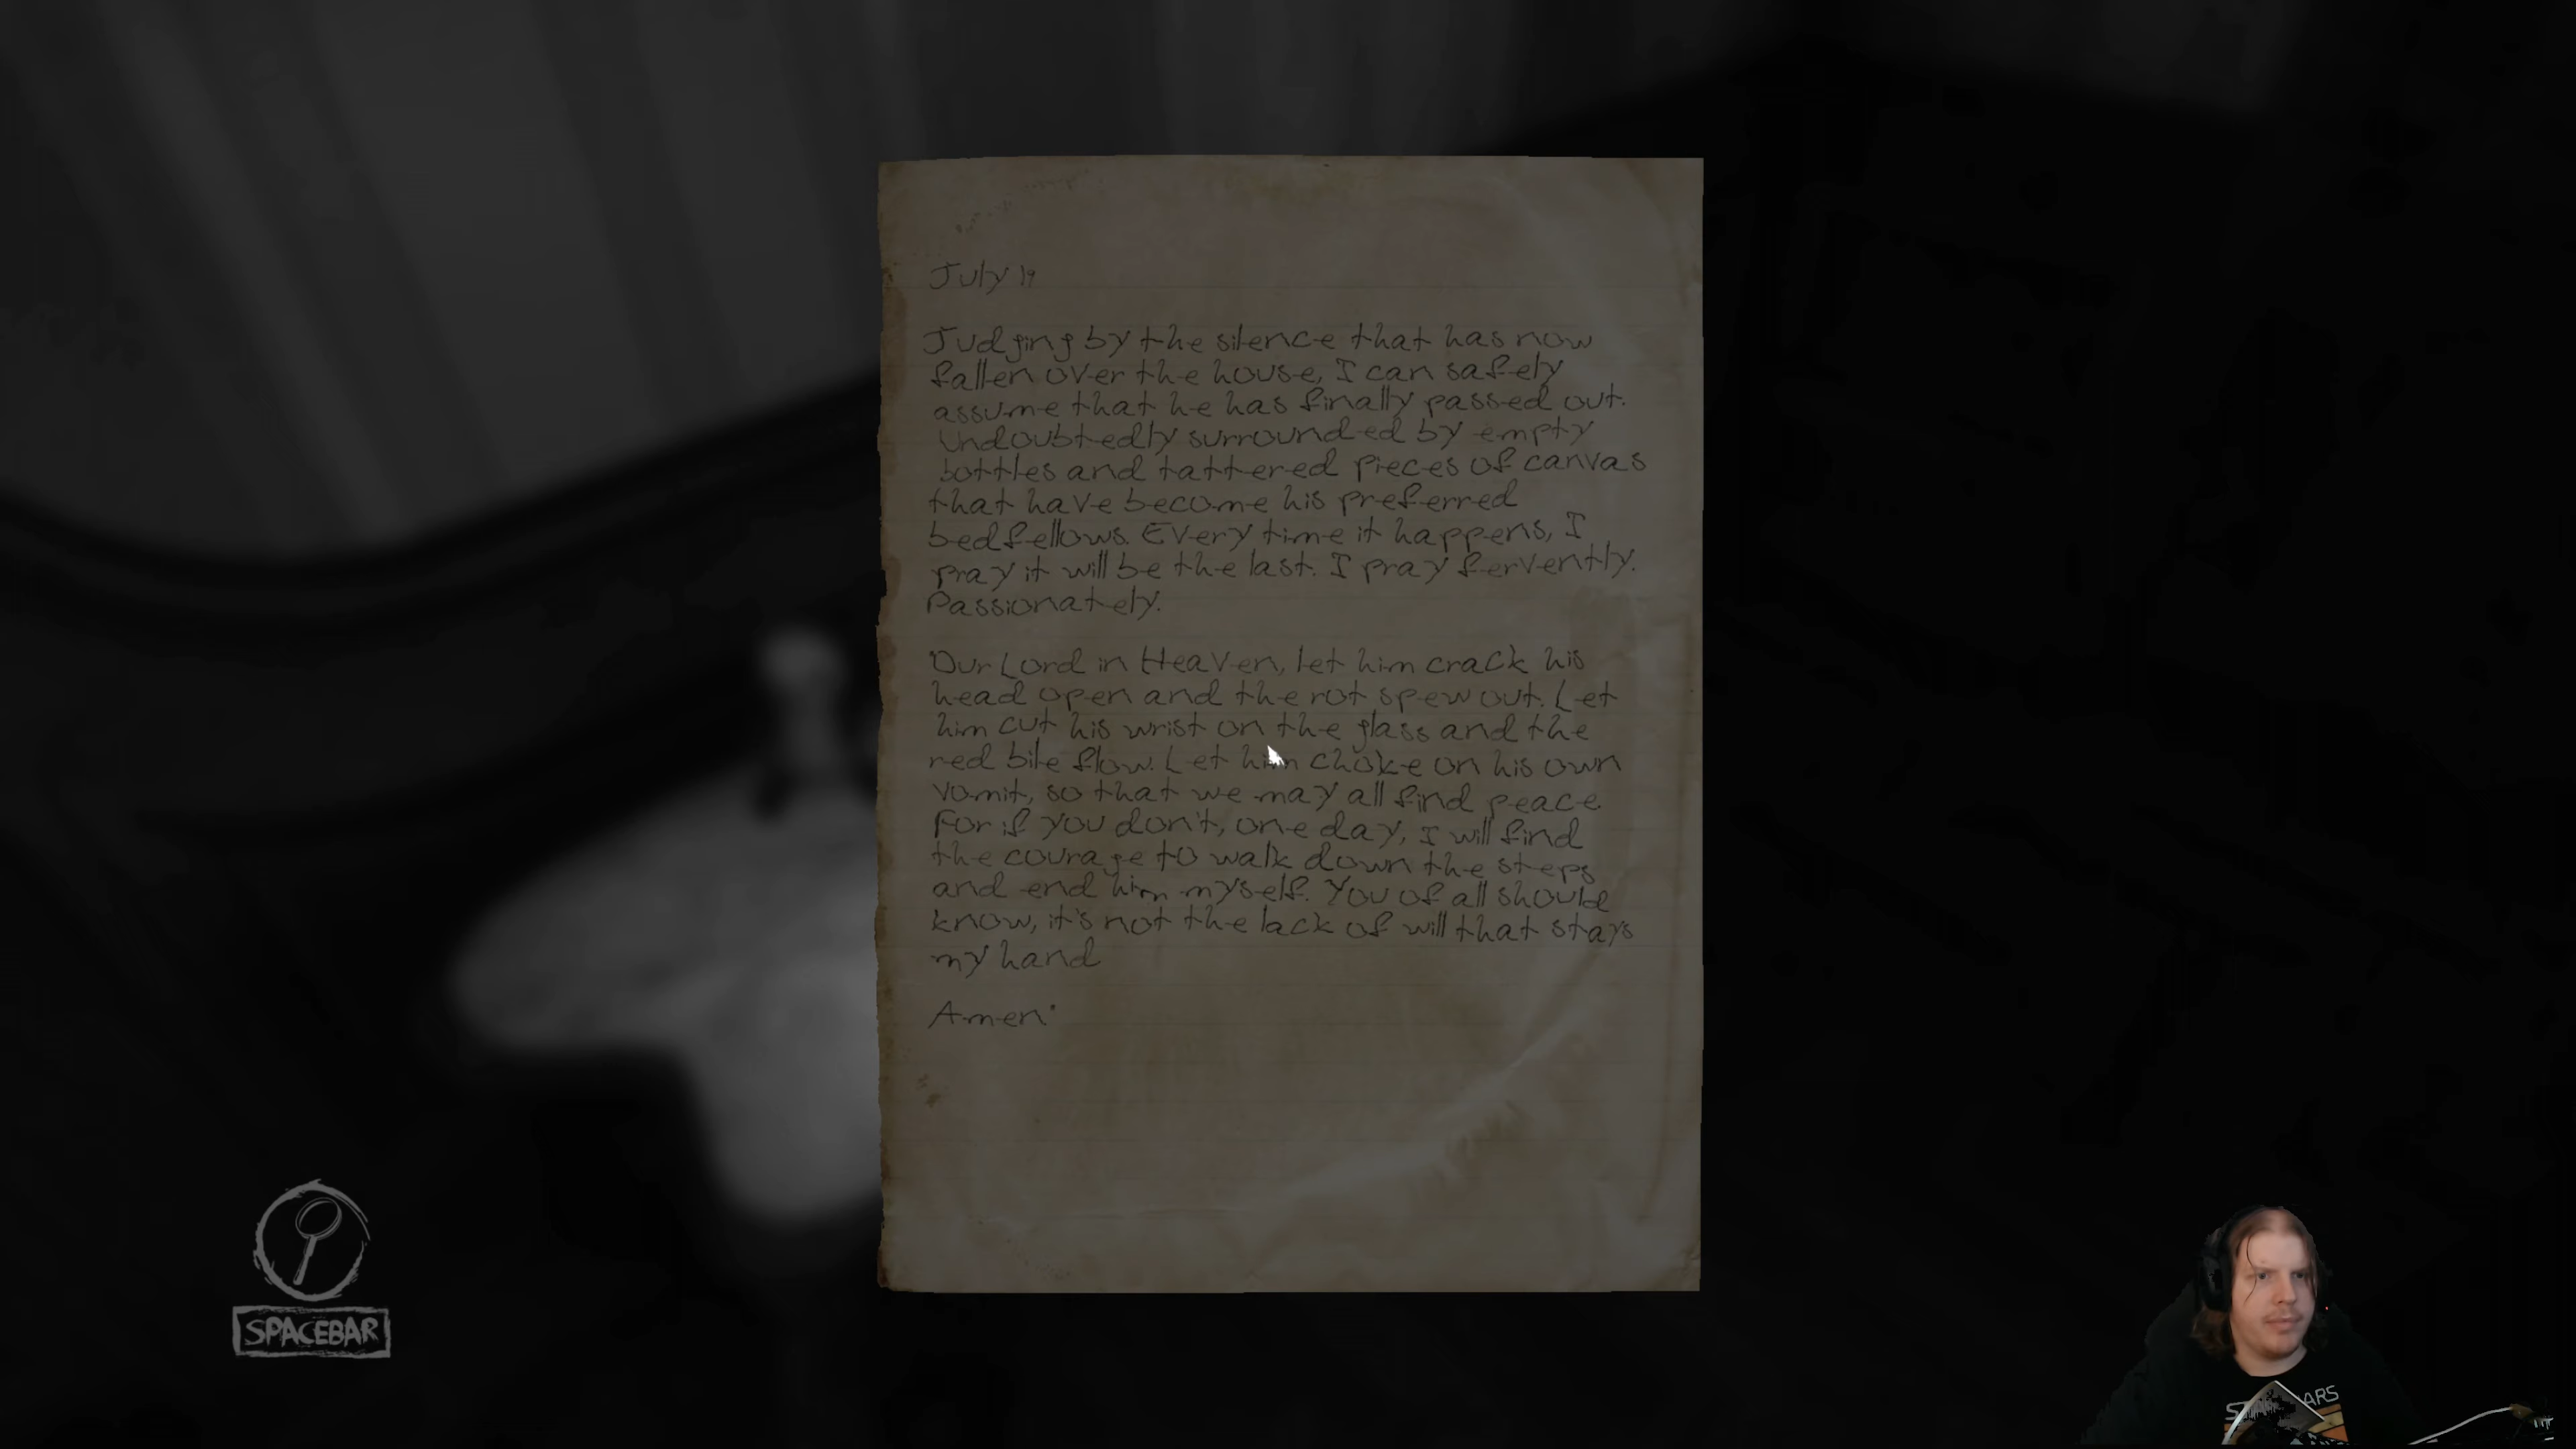 July 19
Judging by the silence that has now
fallen over the house, I can safely
assume that he has finally passed out.
Undoubtedly surrounded by empty
bottles and tattered pieces of canvas
that have become his preferred
bedfellows. Every time it happens, I
pray it will be the last. I pray fervently.
Passionately.
"Our Lord in Heaven, let him crack his
head open and the rot spew out. Let
him cut his wrist on the glass and the
red bile flow. Let him choke on his own
vomit, so that we may all find peace.
For if you don't, one day, I will find
the courage to walk down the steps
and end him myself. You of all should
know, it's not the lack of will that stays
my hand
Amen."
SPACEBAR